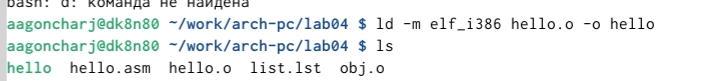 bash: d: команда не найдена
aagoncharj@dk8n80 ~/work/arch-pc/lab04 $ ld -m elf_i386 hello.o -o hello
aagoncharj@dk8n80 ~/work/arch-pc/lab04 $ ls
hello hello.asm hello.o list.lst obj.o